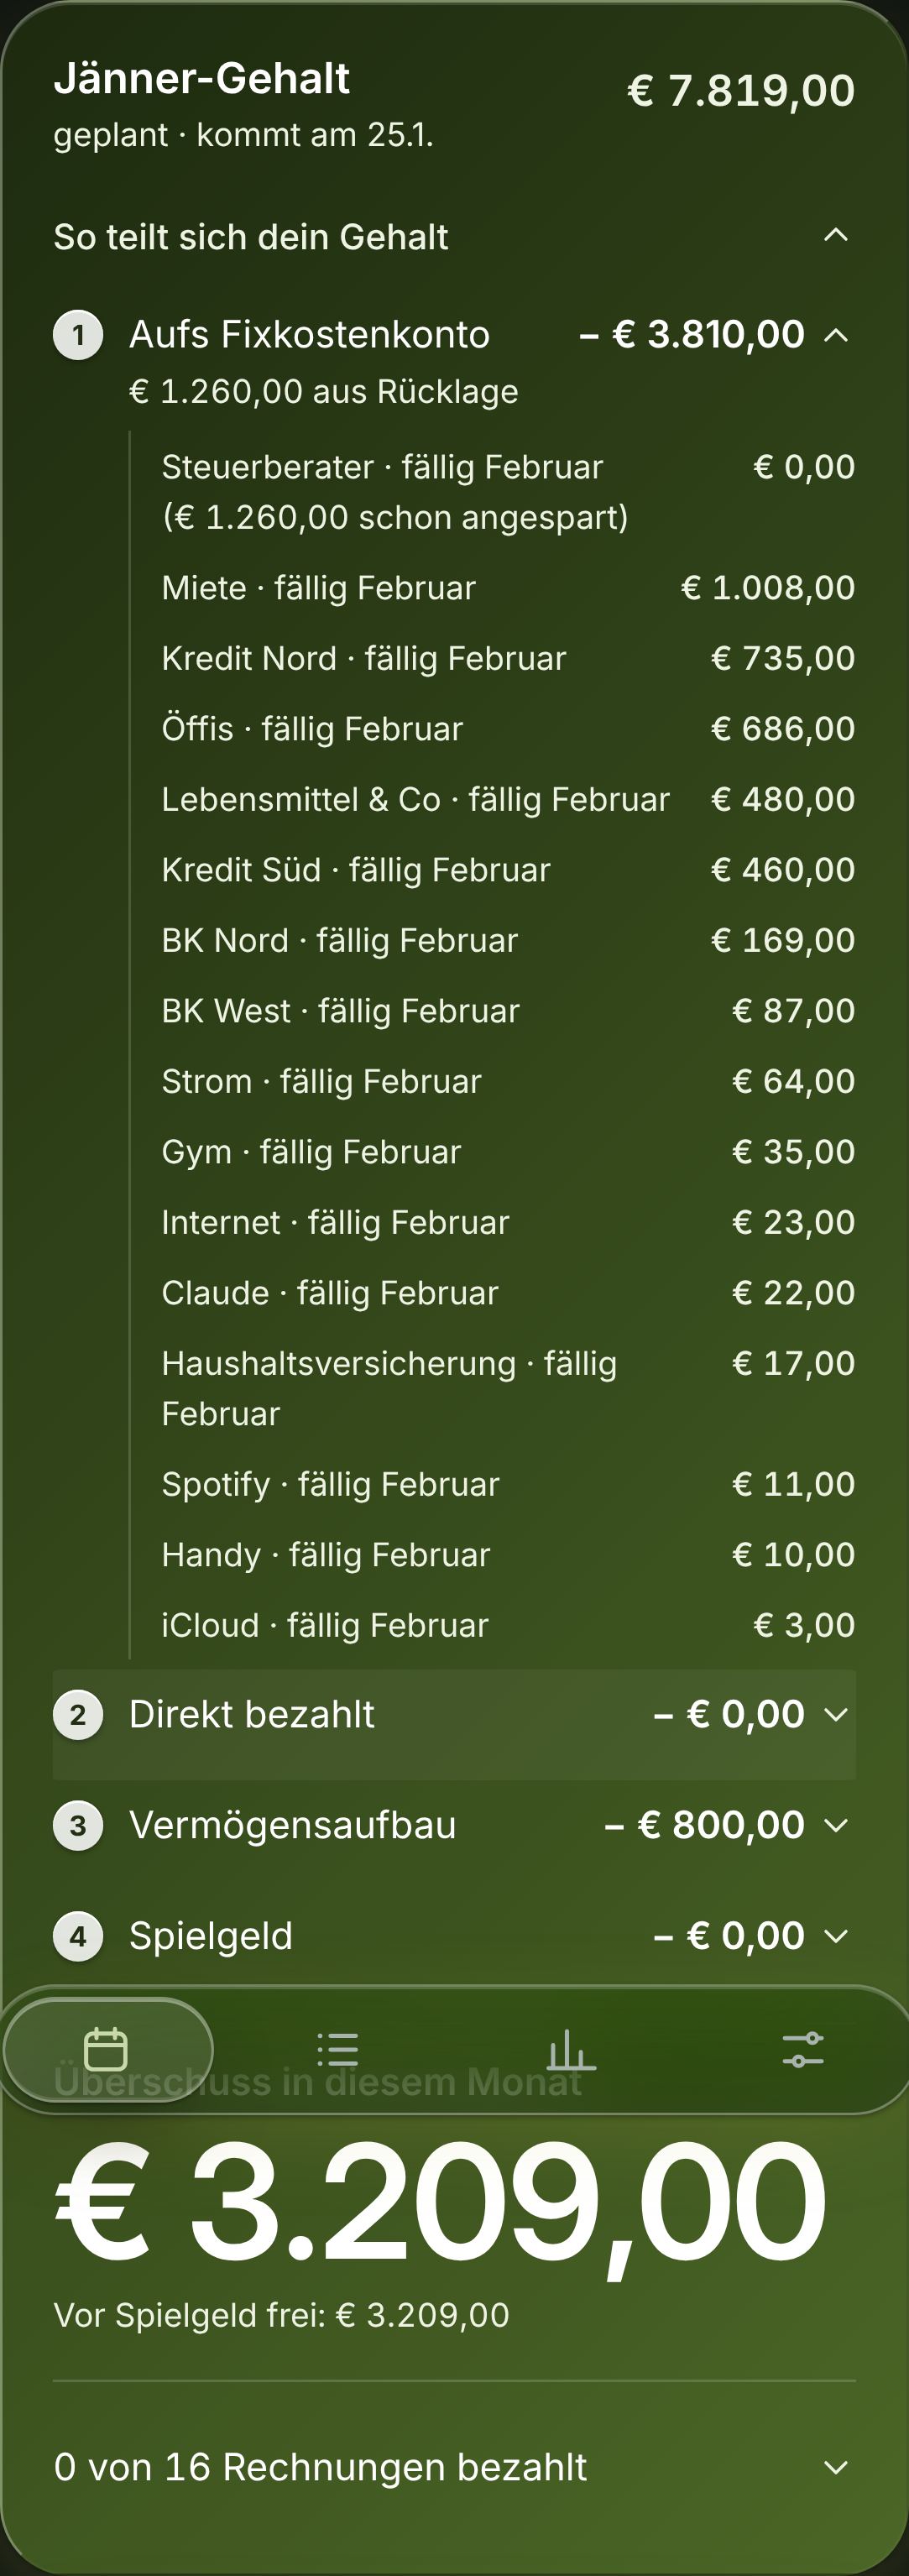 Jänner-Gehalt
€ 7.819,00
geplant · kommt am 25.1.
So teilt sich dein Gehalt
1 Aufs Fixkostenkonto – € 3.810,00
€ 1.260,00 aus Rücklage
Steuerberater · fällig Februar € 0,00
(€ 1.260,00 schon angespart)
Miete · fällig Februar € 1.008,00
Kredit Nord · fällig Februar € 735,00
Öffis · fällig Februar € 686,00
Lebensmittel & Co · fällig Februar € 480,00
Kredit Süd · fällig Februar € 460,00
BK Nord · fällig Februar € 169,00
BK West · fällig Februar € 87,00
Strom · fällig Februar € 64,00
Gym · fällig Februar € 35,00
Internet · fällig Februar € 23,00
Claude · fällig Februar € 22,00
Haushaltsversicherung · fällig € 17,00
Februar
Spotify · fällig Februar € 11,00
Handy · fällig Februar € 10,00
iCloud · fällig Februar € 3,00
2 Direkt bezahlt – € 0,00
3 Vermögensaufbau – € 800,00
4 Spielgeld – € 0,00
Überschuss in diesem Monat
€ 3.209,00
Vor Spielgeld frei: € 3.209,00
0 von 16 Rechnungen bezahlt